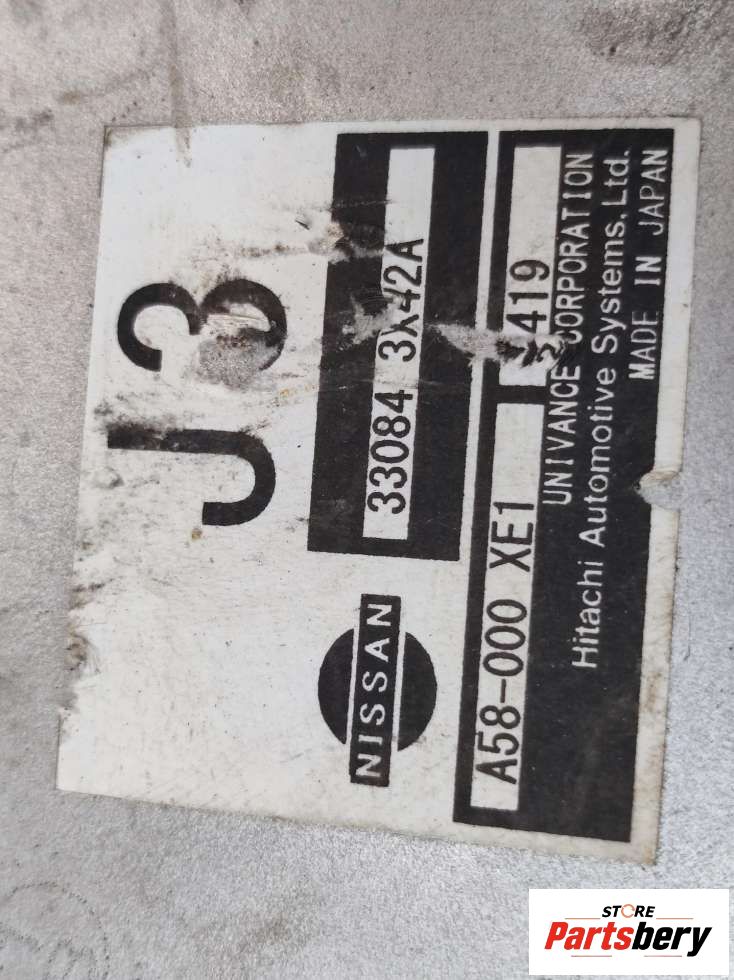 J3
NISSAN
33084 3X42A
A58-000 XE1
419
UNIVANCE CORPORATION
Hitachi Automotive Systems,Ltd.
MADE IN JAPAN
STORE
Partsbery